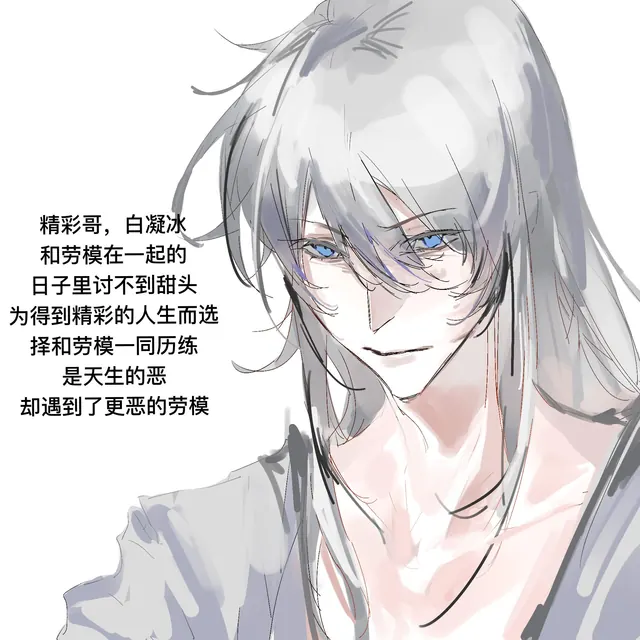 精彩哥，白凝冰
和劳模在一起的
日子里讨不到甜头
为得到精彩的人生而选
择和劳模一同历练
是天生的恶
却遇到了更恶的劳模